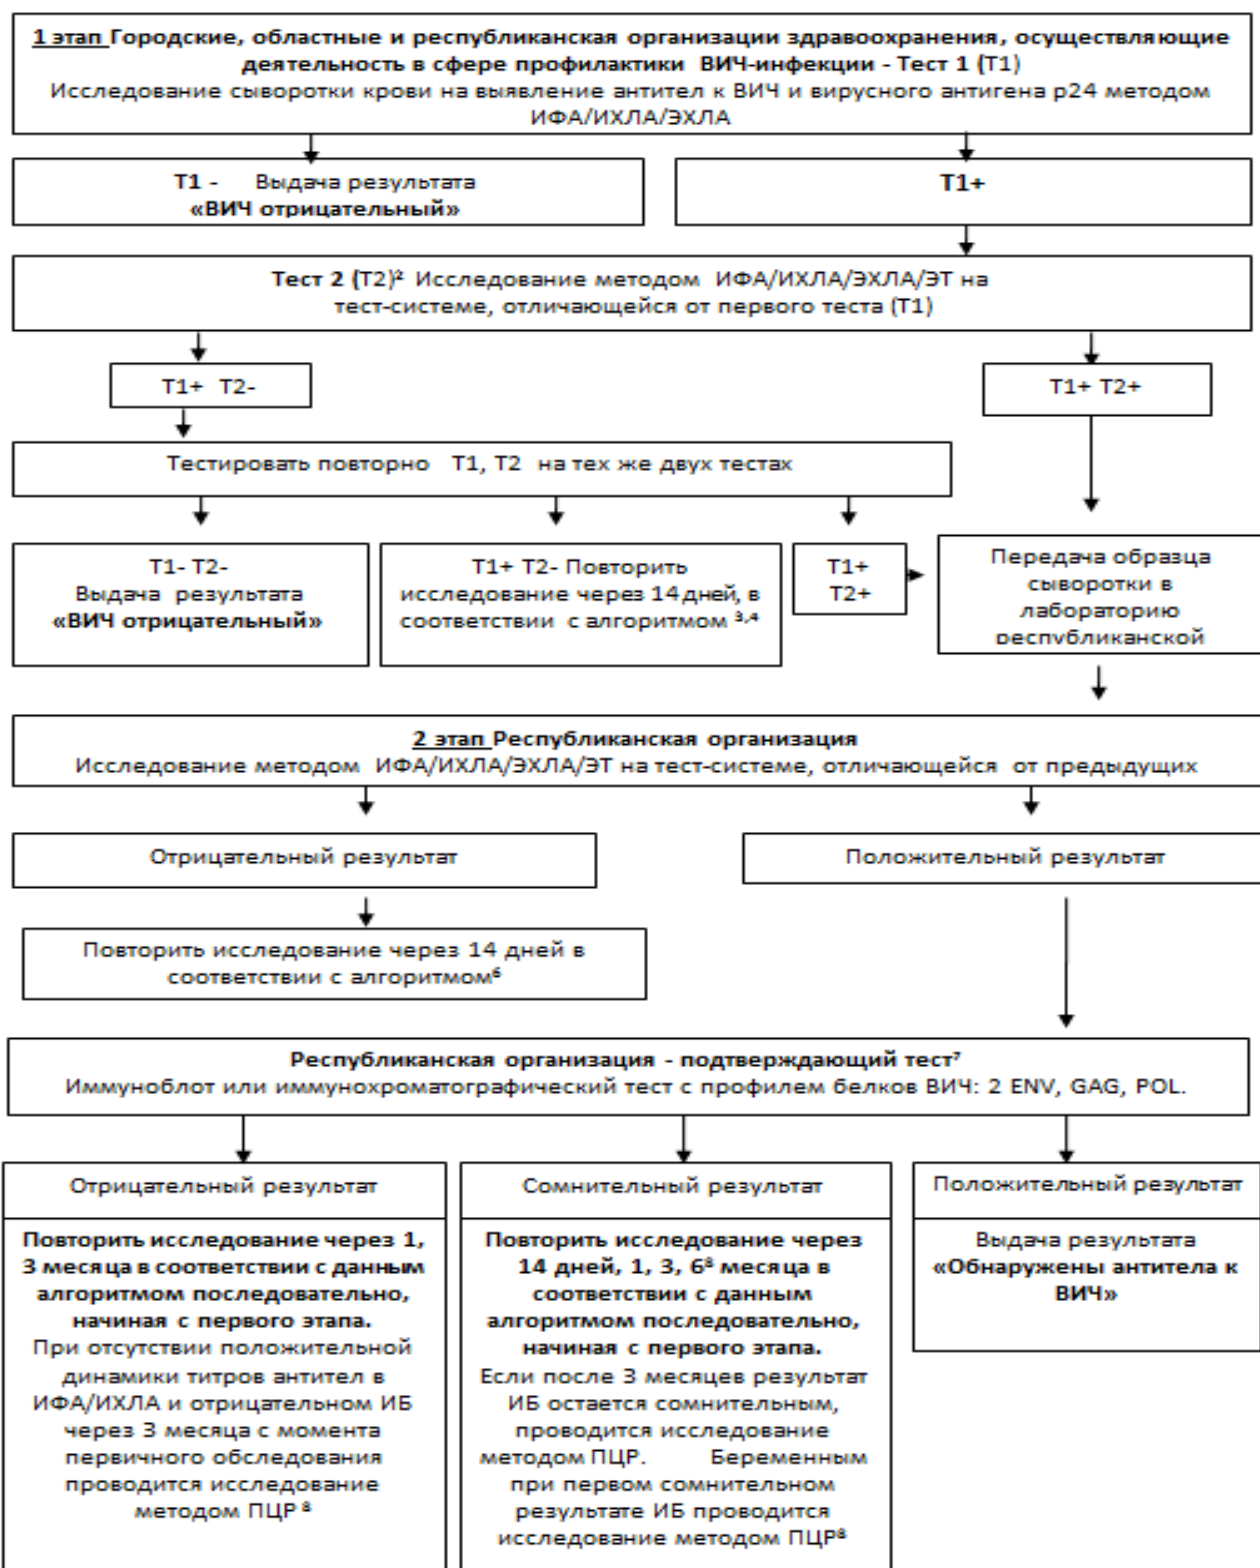 1 этап Городские, областные и республиканская организации здравоохранения, осуществляющие
деятельность в сфере профилактики ВИЧ-инфекции - Тест 1 (Т1)
Исследование сыворотки крови на выявление антител к ВИЧ и вирусного антигена p24 методом
ИФА/ИХЛА/ЭХЛА
Т1 - Выдача результата
«ВИЧ отрицательный»
Т1+
Тест 2 (Т2)² Исследование методом ИФА/ИХЛА/ЭХЛА/ЭТ на
тест-системе, отличающейся от первого теста (Т1)
Т1+ Т2-
Т1+ Т2+
Тестировать повторно Т1, Т2 на тех же двух тестах
Т1- Т2-
Выдача результата
«ВИЧ отрицательный»
Т1+ Т2- Повторить
исследование через 14 дней, в
соответствии с алгоритмом ³,⁴
Т1+
Т2+
Передача образца
сыворотки в
лабораторию
республиканской
2 этап Республиканская организация
Исследование методом ИФА/ИХЛА/ЭХЛА/ЭТ на тест-системе, отличающейся от предыдущих
Отрицательный результат
Положительный результат
Повторить исследование через 14 дней в
соответствии с алгоритмом⁶
Республиканская организация - подтверждающий тест⁷
Иммуноблот или иммунохроматографический тест с профилем белков ВИЧ: 2 ENV, GAG, POL.
Отрицательный результат
Повторить исследование через 1,
3 месяца в соответствии с данным
алгоритмом последовательно,
начиная с первого этапа.
При отсутствии положительной
динамики титров антител в
ИФА/ИХЛА и отрицательном ИБ
через 3 месяца с момента
первичного обследования
проводится исследование
методом ПЦР ⁸
Сомнительный результат
Повторить исследование через
14 дней, 1, 3, 6⁸ месяца в
соответствии с данным
алгоритмом последовательно,
начиная с первого этапа.
Если после 3 месяцев результат
ИБ остается сомнительным,
проводится исследование
методом ПЦР. Беременным
при первом сомнительном
результате ИБ проводится
исследование методом ПЦР⁸
Положительный результат
Выдача результата
«Обнаружены антитела к
ВИЧ»